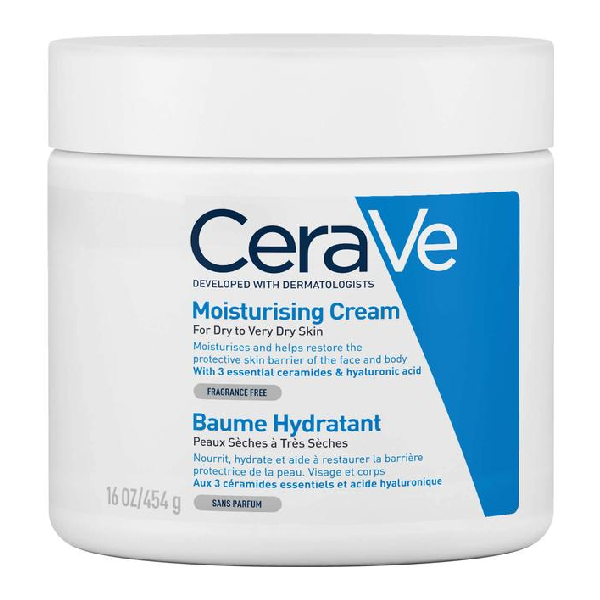 CeraVe
DEVELOPED WITH DERMATOLOGISTS
Moisturising Cream
For Dry to Very Dry Skin
Moisturises and helps restore the
protective skin barrier of the face and body
With 3 essential ceramides & hyaluronic acid
FRAGRANCE FREE
Baume Hydratant
Peaux Sèches à Très Sèches
Nourrit, hydrate et aide à restaurer la barrière
protectrice de la peau. Visage et corps
Aux 3 céramides essentiels et acide hyaluronique
16 OZ/454 g
SANS PARFUM